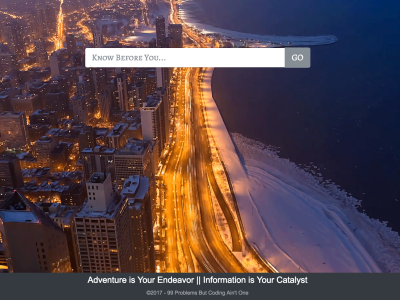 Know Before You...
GO
Adventure is Your Endeavor || Information is Your Catalyst
©2017 - 99 Problems But Coding Ain't One